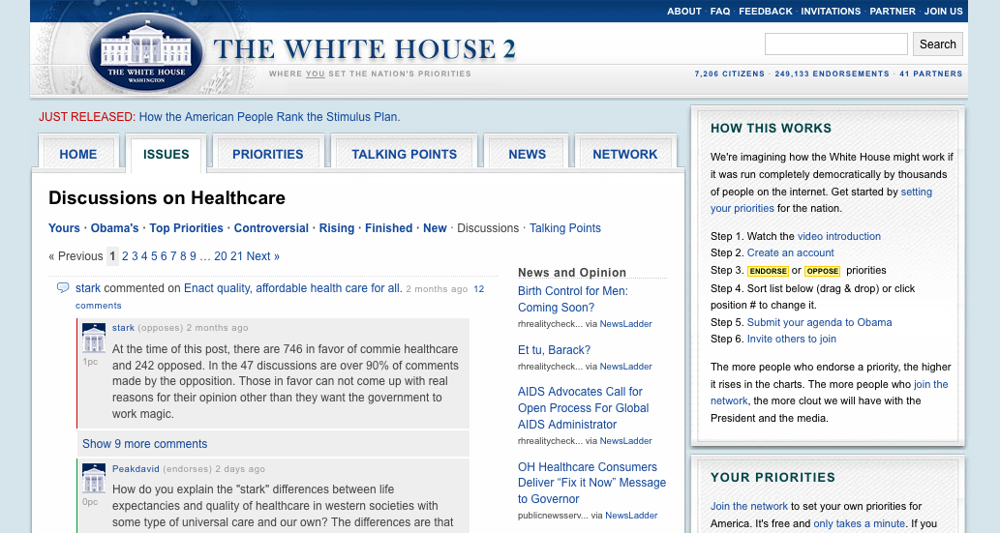 ABOUT · FAQ · FEEDBACK · INVITATIONS · PARTNER · JOIN US
THE WHITE HOUSE
WASHINGTON
THE WHITE HOUSE 2
WHERE YOU SET THE NATION'S PRIORITIES
Search
7,206 CITIZENS · 249,133 ENDORSEMENTS · 41 PARTNERS
JUST RELEASED: How the American People Rank the Stimulus Plan.
HOME
ISSUES
PRIORITIES
TALKING POINTS
NEWS
NETWORK
Discussions on Healthcare
Yours · Obama's · Top Priorities · Controversial · Rising · Finished · New · Discussions · Talking Points
« Previous 1 2 3 4 5 6 7 8 9 … 20 21 Next »
stark commented on Enact quality, affordable health care for all. 2 months ago 12
comments
stark (opposes) 2 months ago
1pc
At the time of this post, there are 746 in favor of commie healthcare
and 242 opposed. In the 47 discussions are over 90% of comments
made by the opposition. Those in favor can not come up with real
reasons for their opinion other than they want the government to
work magic.
Show 9 more comments
Peakdavid (endorses) 2 days ago
0pc
How do you explain the "stark" differences between life
expectancies and quality of healthcare in western societies with
some type of universal care and our own? The differences are that
News and Opinion
Birth Control for Men:
Coming Soon?
rhrealitycheck... via NewsLadder
Et tu, Barack?
rhrealitycheck... via NewsLadder
AIDS Advocates Call for
Open Process For Global
AIDS Administrator
rhrealitycheck... via NewsLadder
OH Healthcare Consumers
Deliver “Fix it Now” Message
to Governor
publicnewsserv... via NewsLadder
HOW THIS WORKS
We're imagining how the White House might work if
it was run completely democratically by thousands
of people on the internet. Get started by setting
your priorities for the nation.
Step 1. Watch the video introduction
Step 2. Create an account
Step 3. ENDORSE or OPPOSE priorities
Step 4. Sort list below (drag & drop) or click
position # to change it.
Step 5. Submit your agenda to Obama
Step 6. Invite others to join
The more people who endorse a priority, the higher
it rises in the charts. The more people who join the
network, the more clout we will have with the
President and the media.
YOUR PRIORITIES
Join the network to set your own priorities for
America. It's free and only takes a minute. If you